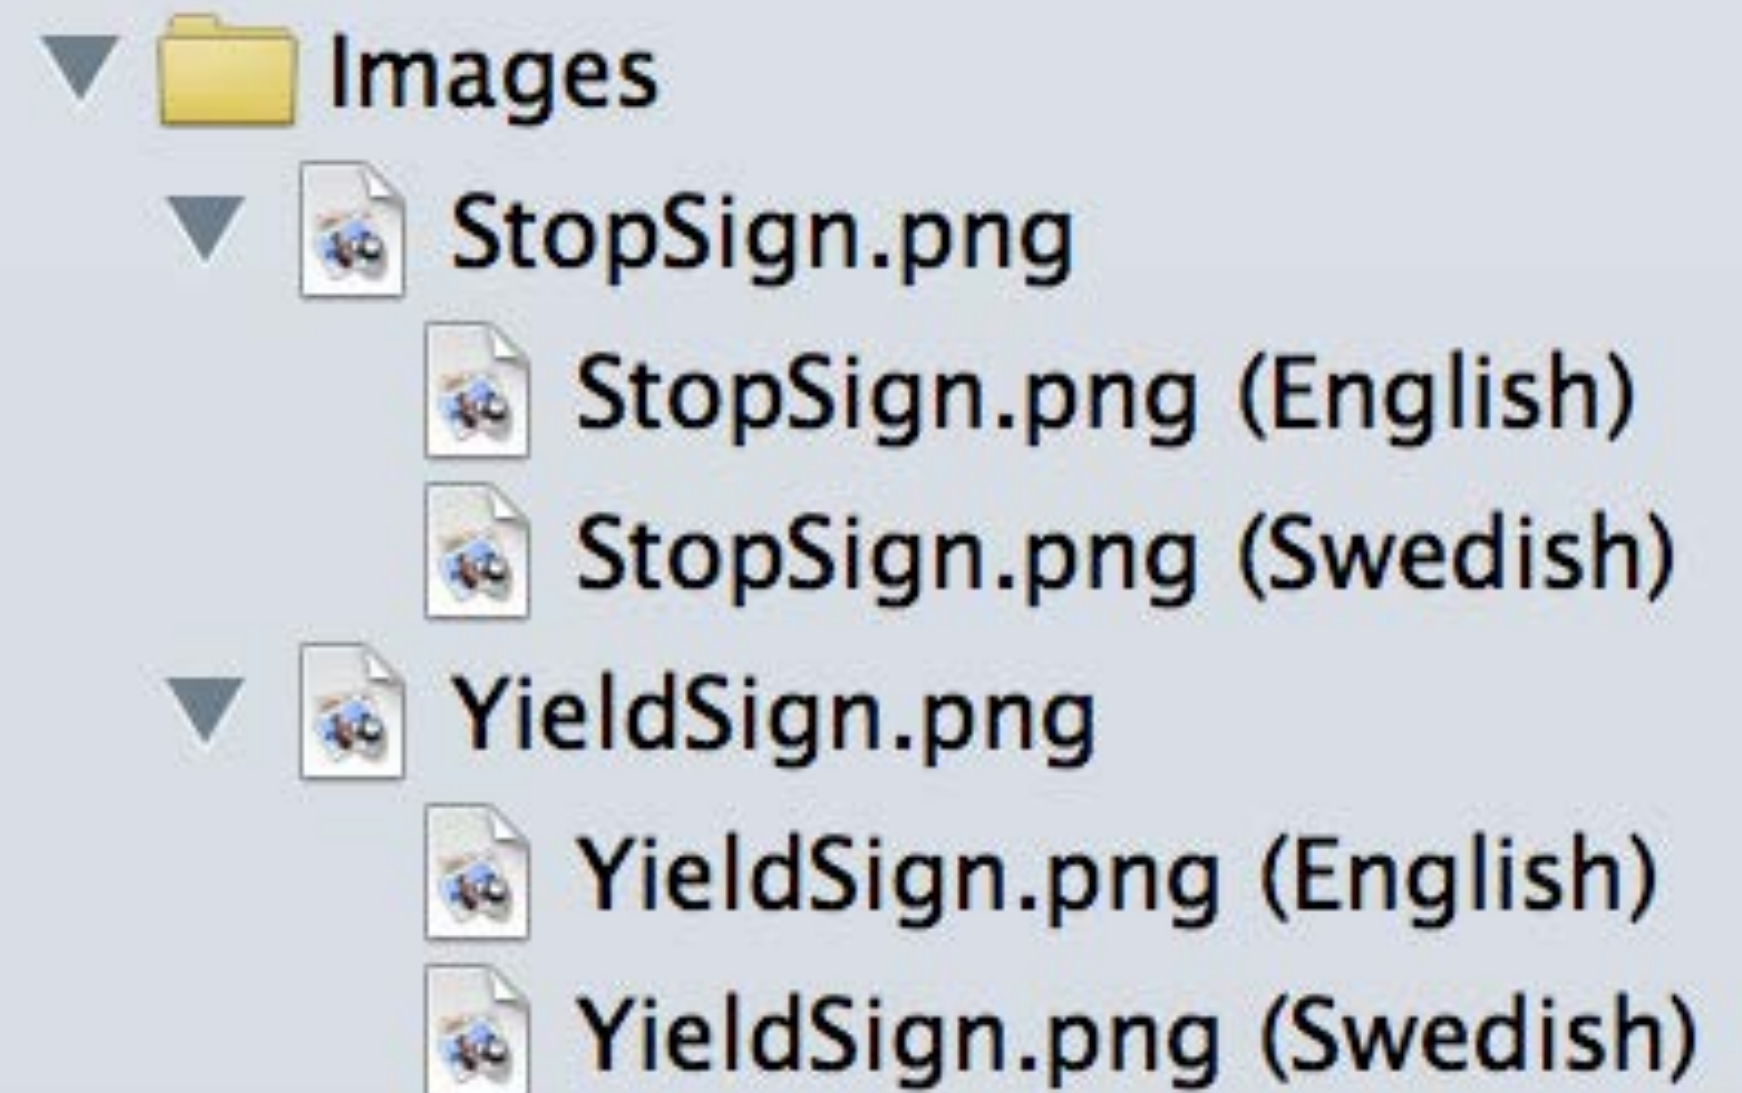 Images
StopSign.png
StopSign.png (English)
StopSign.png (Swedish)
YieldSign.png
YieldSign.png (English)
YieldSign.png (Swedish)